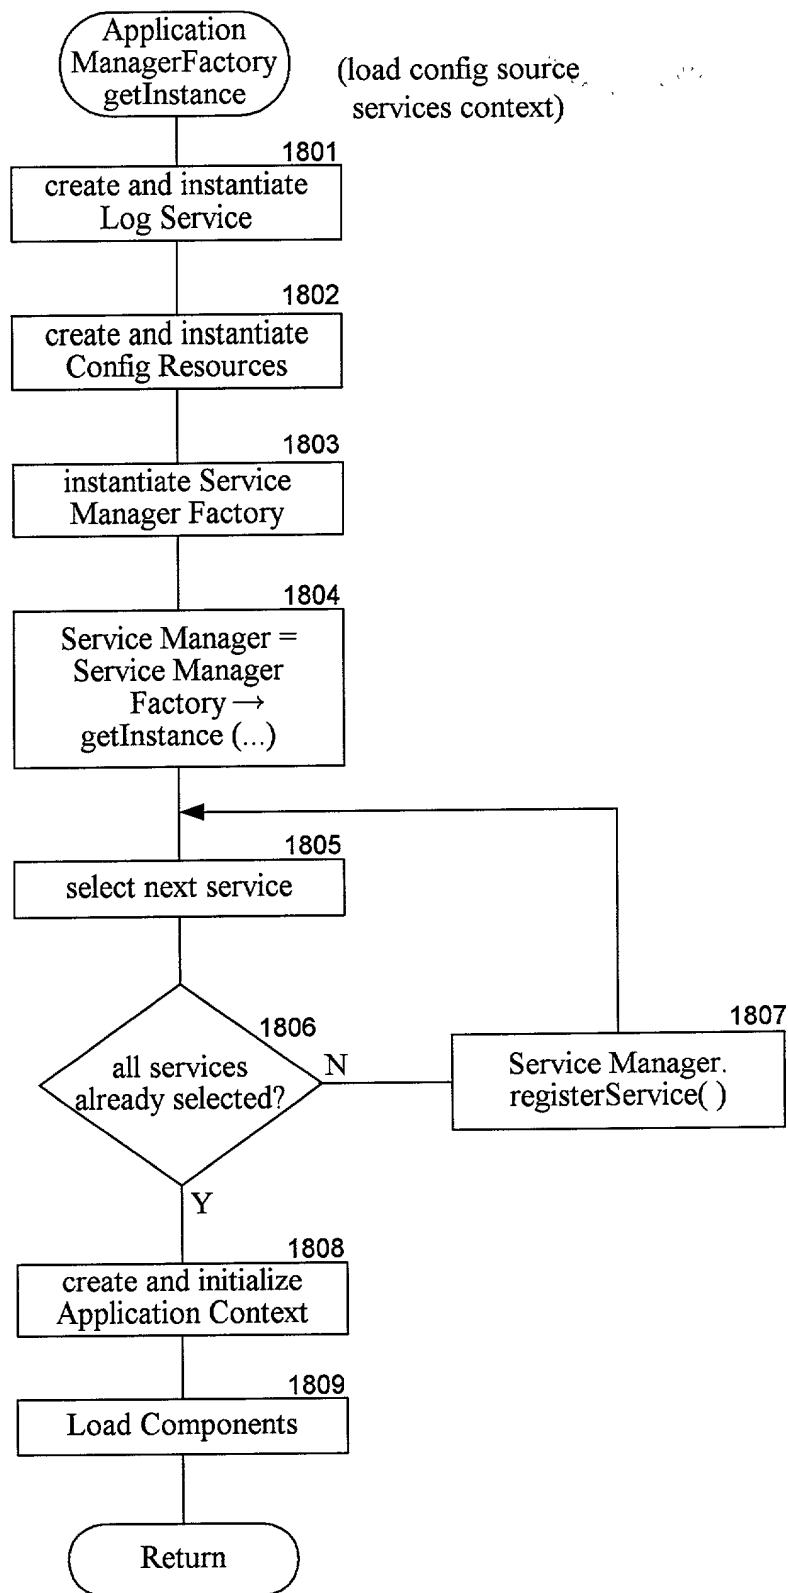 Application
ManagerFactory
getInstance
(load config source
services context)
1801
create and instantiate
Log Service
1802
create and instantiate
Config Resources
1803
instantiate Service
Manager Factory
1804
Service Manager =
Service Manager
Factory →
getInstance (...)
1805
select next service
1806
all services
already selected?
N
1807
Service Manager.
registerService( )
Y
1808
create and initialize
Application Context
1809
Load Components
Return